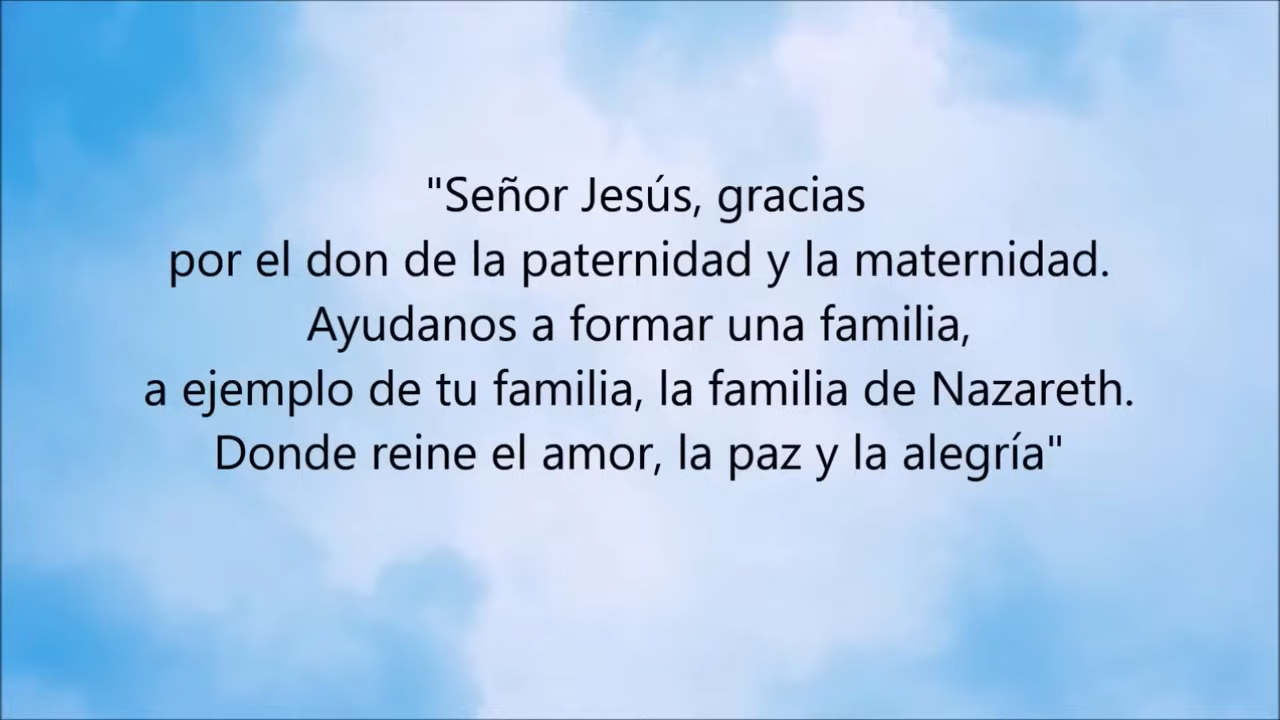 "Señor Jesús, gracias
por el don de la paternidad y la maternidad.
Ayudanos a formar una familia,
a ejemplo de tu familia, la familia de Nazareth.
Donde reine el amor, la paz y la alegría"